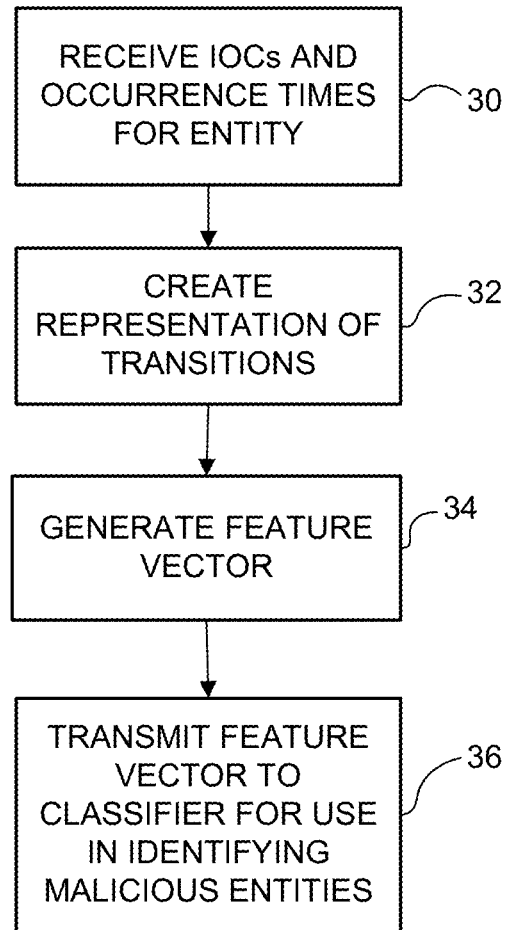 RECEIVE IOCs AND
OCCURRENCE TIMES
FOR ENTITY
30
CREATE
REPRESENTATION OF
TRANSITIONS
32
GENERATE FEATURE
VECTOR
34
TRANSMIT FEATURE
VECTOR TO
CLASSIFIER FOR USE
IN IDENTIFYING
MALICIOUS ENTITIES
36